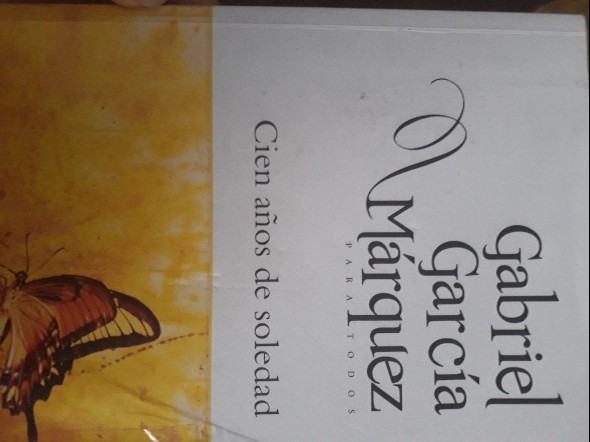 Gabriel
García
Márquez
PARA TODOS
Cien años de soledad